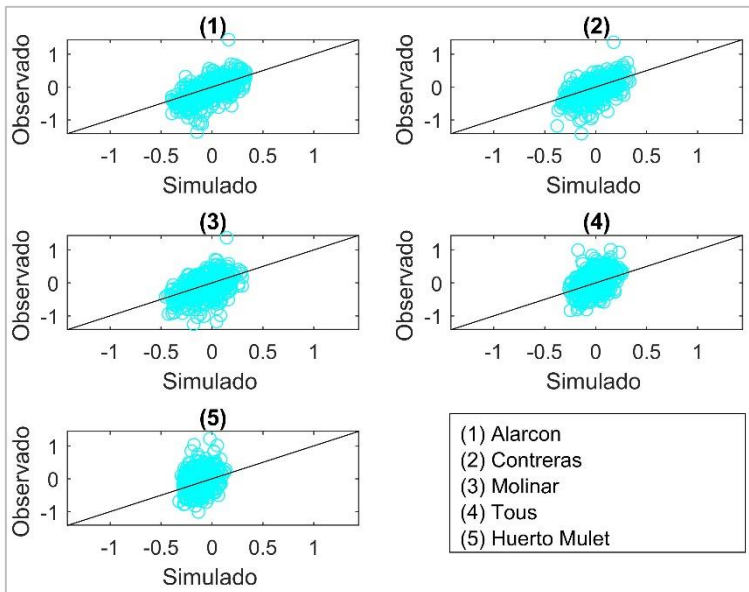 (1)
Observado
1
0
-1
-1 -0.5 0 0.5 1
Simulado
(2)
Observado
1
0
-1
-1 -0.5 0 0.5 1
Simulado
(3)
Observado
1
0
-1
-1 -0.5 0 0.5 1
Simulado
(4)
Observado
1
0
-1
-1 -0.5 0 0.5 1
Simulado
(5)
Observado
1
0
-1
-1 -0.5 0 0.5 1
Simulado
(1) Alarcon
(2) Contreras
(3) Molinar
(4) Tous
(5) Huerto Mulet